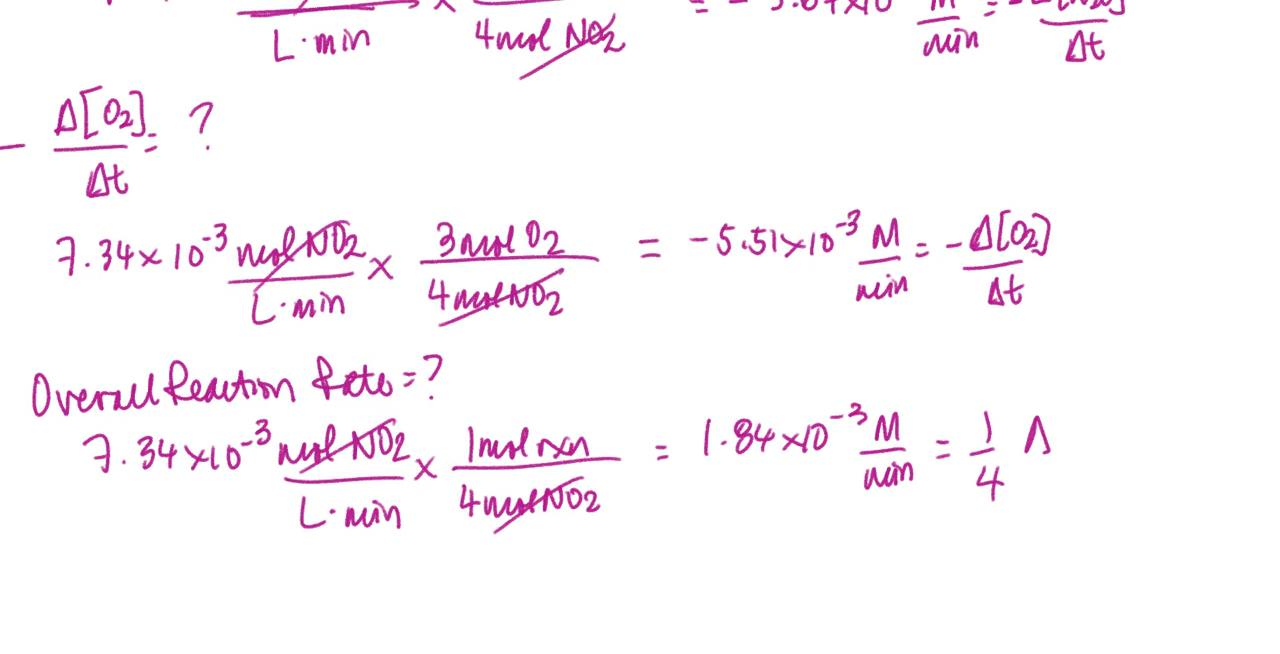 L·min 4mol NO2 min Δt
- Δ[O2]/Δt = ?
7.34×10^-3 mol NO2/L·min × 3mol O2/4mol NO2 = -5.51×10^-3 M/min = -Δ[O2]/Δt
Overall Reaction Rate = ?
7.34×10^-3 mol NO2/L·min × 1mol rxn/4mol NO2 = 1.84×10^-3 M/min = 1/4 Δ